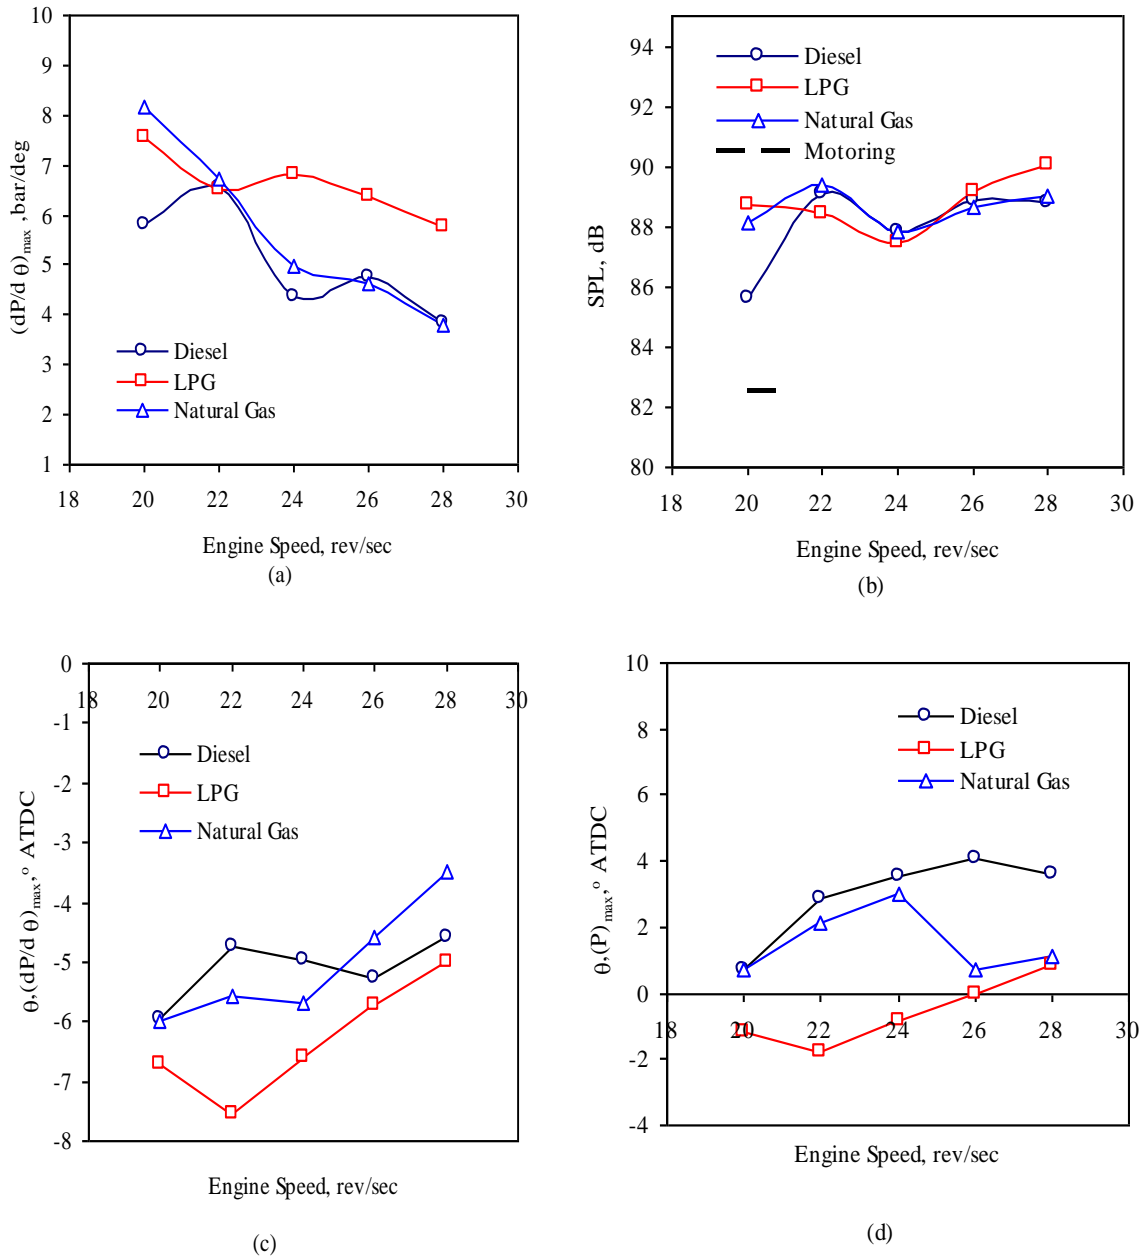 10
9
8
7
6
5
4
3
2
1
(dP/d θ)max ,bar/deg
Diesel
LPG
Natural Gas
18 20 22 24 26 28 30
Engine Speed, rev/sec
(a)
94
92
90
88
86
84
82
80
SPL, dB
Diesel
LPG
Natural Gas
Motoring
18 20 22 24 26 28 30
Engine Speed, rev/sec
(b)
0
18 20 22 24 26 28 30
-1
-2
-3
-4
-5
-6
-7
-8
θ,(dP/d θ)max,° ATDC
Diesel
LPG
Natural Gas
Engine Speed, rev/sec
(c)
10
8
6
4
2
0
-2
-4
θ,(P)max,° ATDC
Diesel
LPG
Natural Gas
18 20 22 24 26 28 30
Engine Speed, rev/sec
(d)